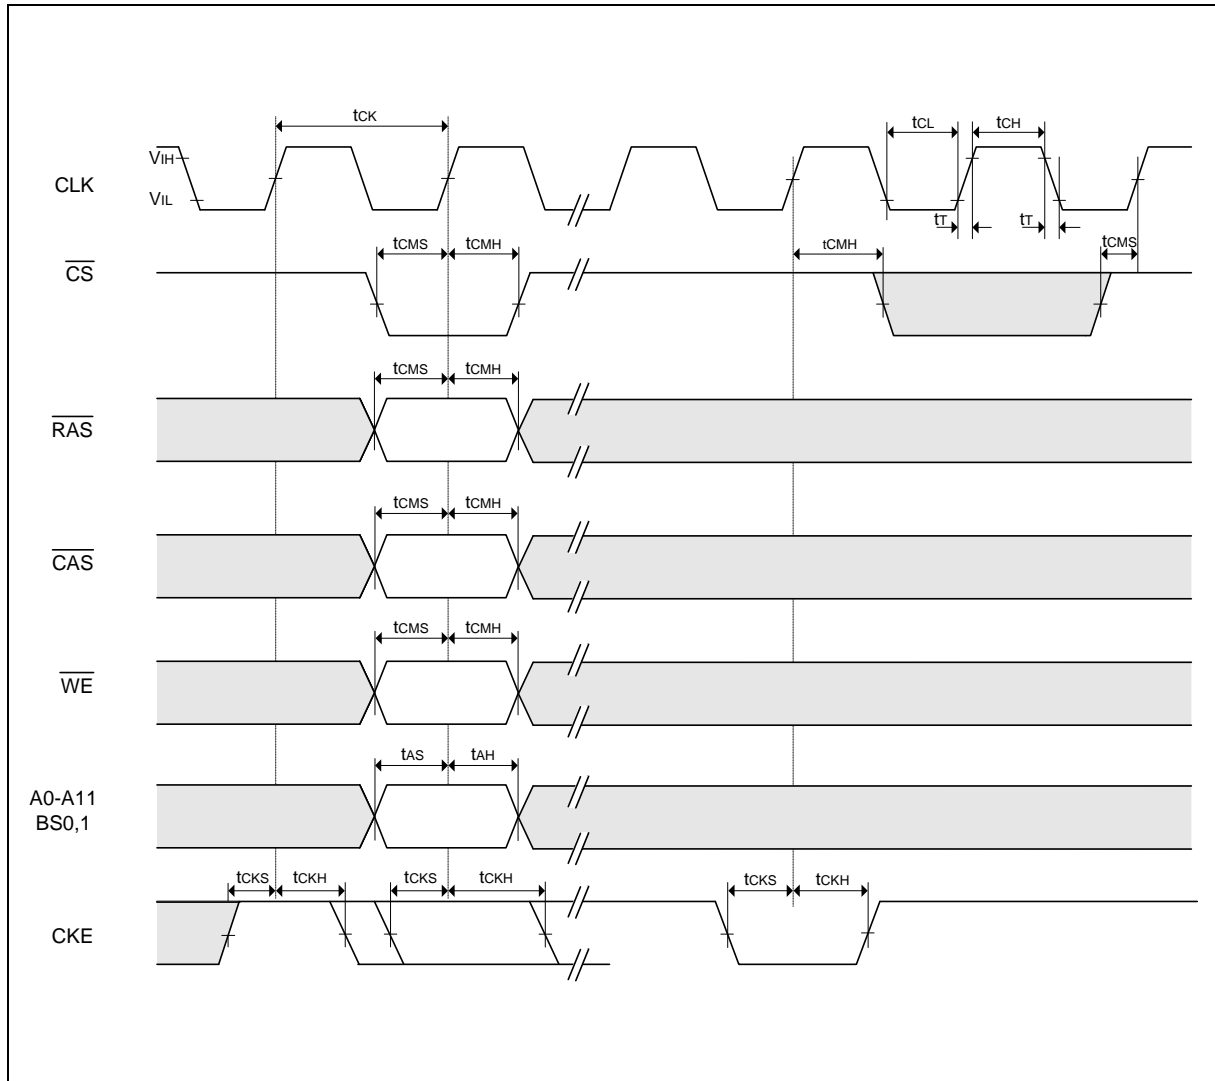 tCK
tCL
tCH
VIH
CLK
VIL
tT
tT
tCMS
tCMH
tCMH
tCMS
CS
tCMS
tCMH
RAS
tCMS
tCMH
CAS
tCMS
tCMH
WE
tAS
tAH
A0-A11
BS0,1
tCKS
tCKH
tCKS
tCKH
tCKS
tCKH
CKE